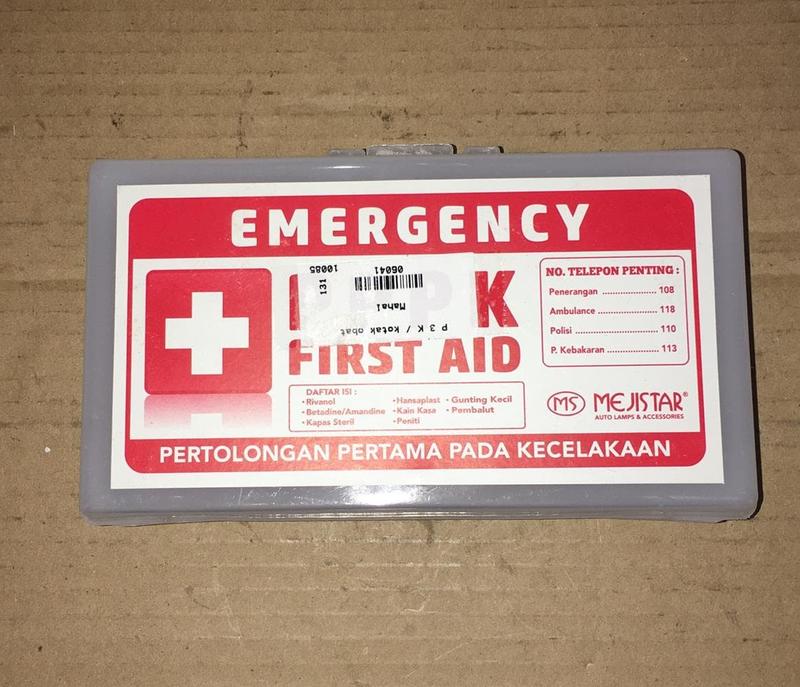 EMERGENCY
P 3 K / kotak obat
Mahal
06041
131
10085
K
FIRST AID
DAFTAR ISI :
• Rivanol
• Betadine/Amandine
• Kapas Steril
• Hansaplast
• Kain Kasa
• Peniti
• Gunting Kecil
• Pembalut
NO. TELEPON PENTING :
Penerangan .................. 108
Ambulance .................. 118
Polisi .................. 110
P. Kebakaran .................. 113
MS MEJISTAR®
AUTO LAMPS & ACCESSORIES
PERTOLONGAN PERTAMA PADA KECELAKAAN